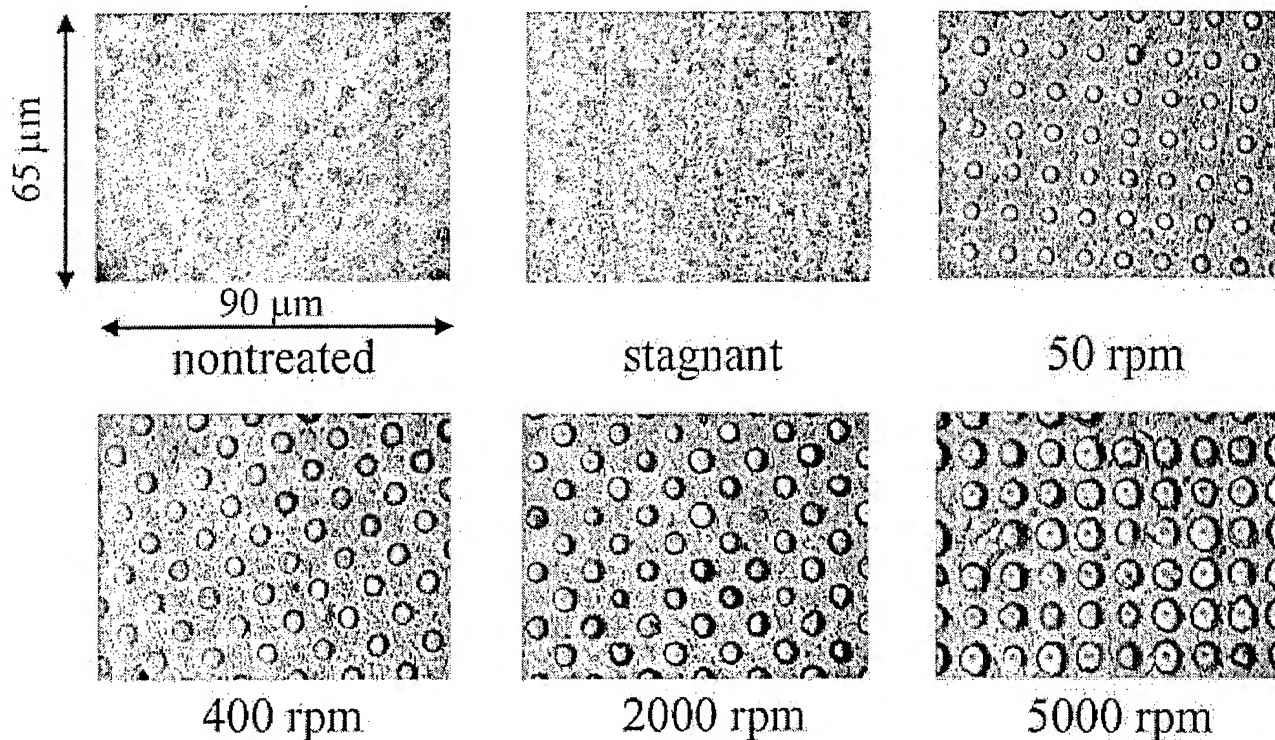 65 µm
90 µm
nontreated
stagnant
50 rpm
400 rpm
2000 rpm
5000 rpm